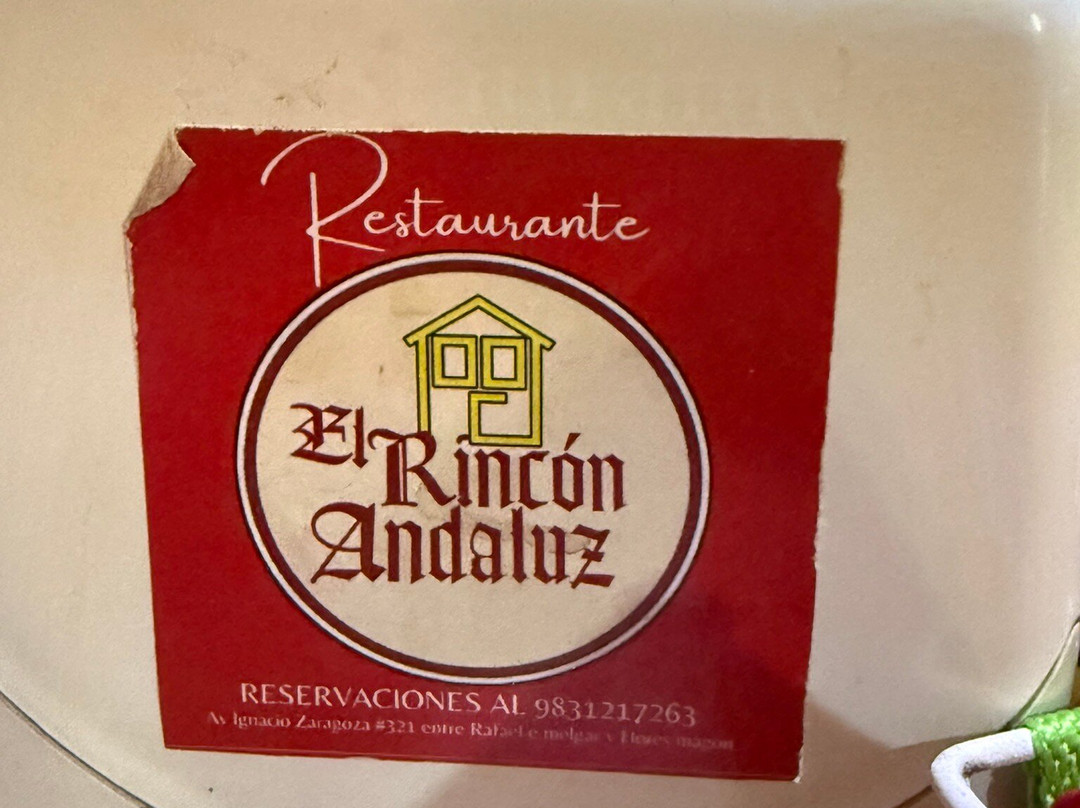 Restaurante
El
Rincón
Andaluz
RESERVACIONES AL 9831217263
Av Ignacio Zaragoza #321 entre Rafael e melgar y Flores magon